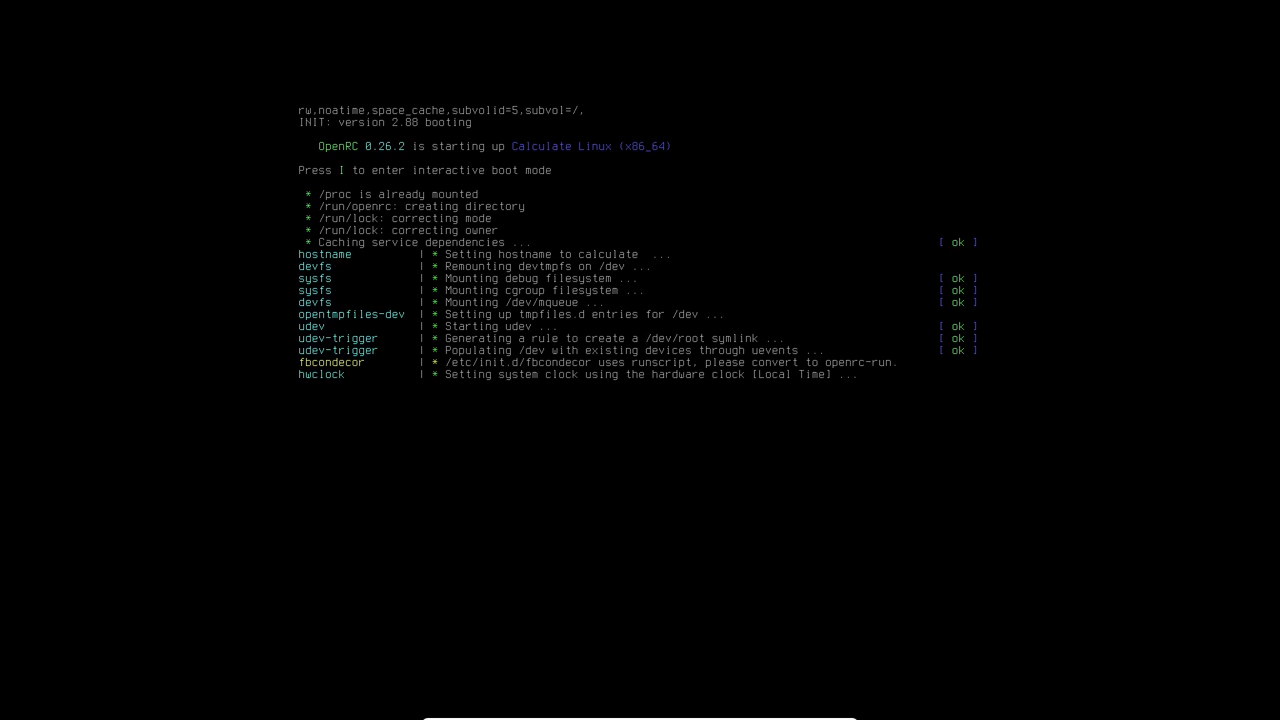 rw,noatime,space_cache,subvolid=5,subvol=/,
INIT: version 2.88 booting
OpenRC 0.26.2 is starting up Calculate Linux (x86_64)
Press I to enter interactive boot mode
* /proc is already mounted
* /run/openrc: creating directory
* /run/lock: correcting mode
* /run/lock: correcting owner
* Caching service dependencies ... [ ok ]
hostname | * Setting hostname to calculate ...
devfs | * Remounting devtmpfs on /dev ...
sysfs | * Mounting debug filesystem ... [ ok ]
sysfs | * Mounting cgroup filesystem ... [ ok ]
devfs | * Mounting /dev/mqueue ... [ ok ]
opentmpfiles-dev | * Setting up tmpfiles.d entries for /dev ...
udev | * Starting udev ... [ ok ]
udev-trigger | * Generating a rule to create a /dev/root symlink ... [ ok ]
udev-trigger | * Populating /dev with existing devices through uevents ... [ ok ]
fbcondecor | * /etc/init.d/fbcondecor uses runscript, please convert to openrc-run.
hwclock | * Setting system clock using the hardware clock [Local Time] ...